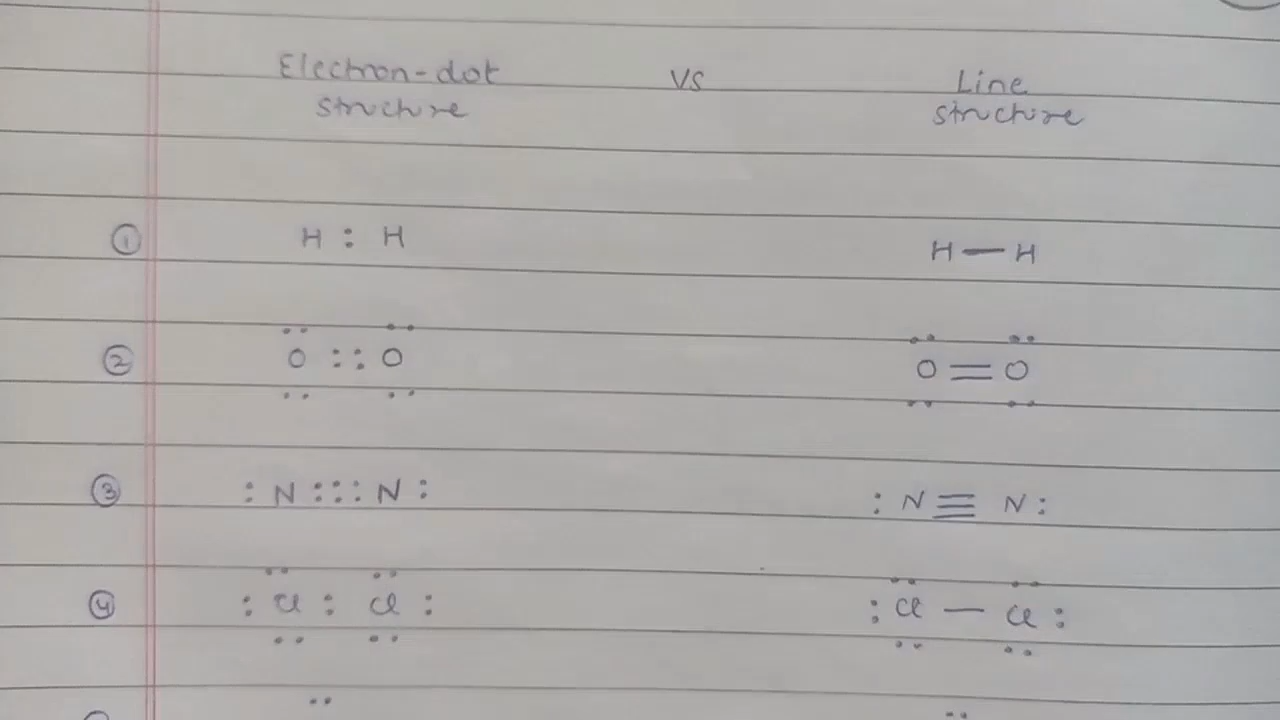 Electron-dot structure VS Line structure
① H : H H — H
② O :: O O = O
③ : N ::: N : : N ≡ N :
④ : Cl : Cl : : Cl — Cl :